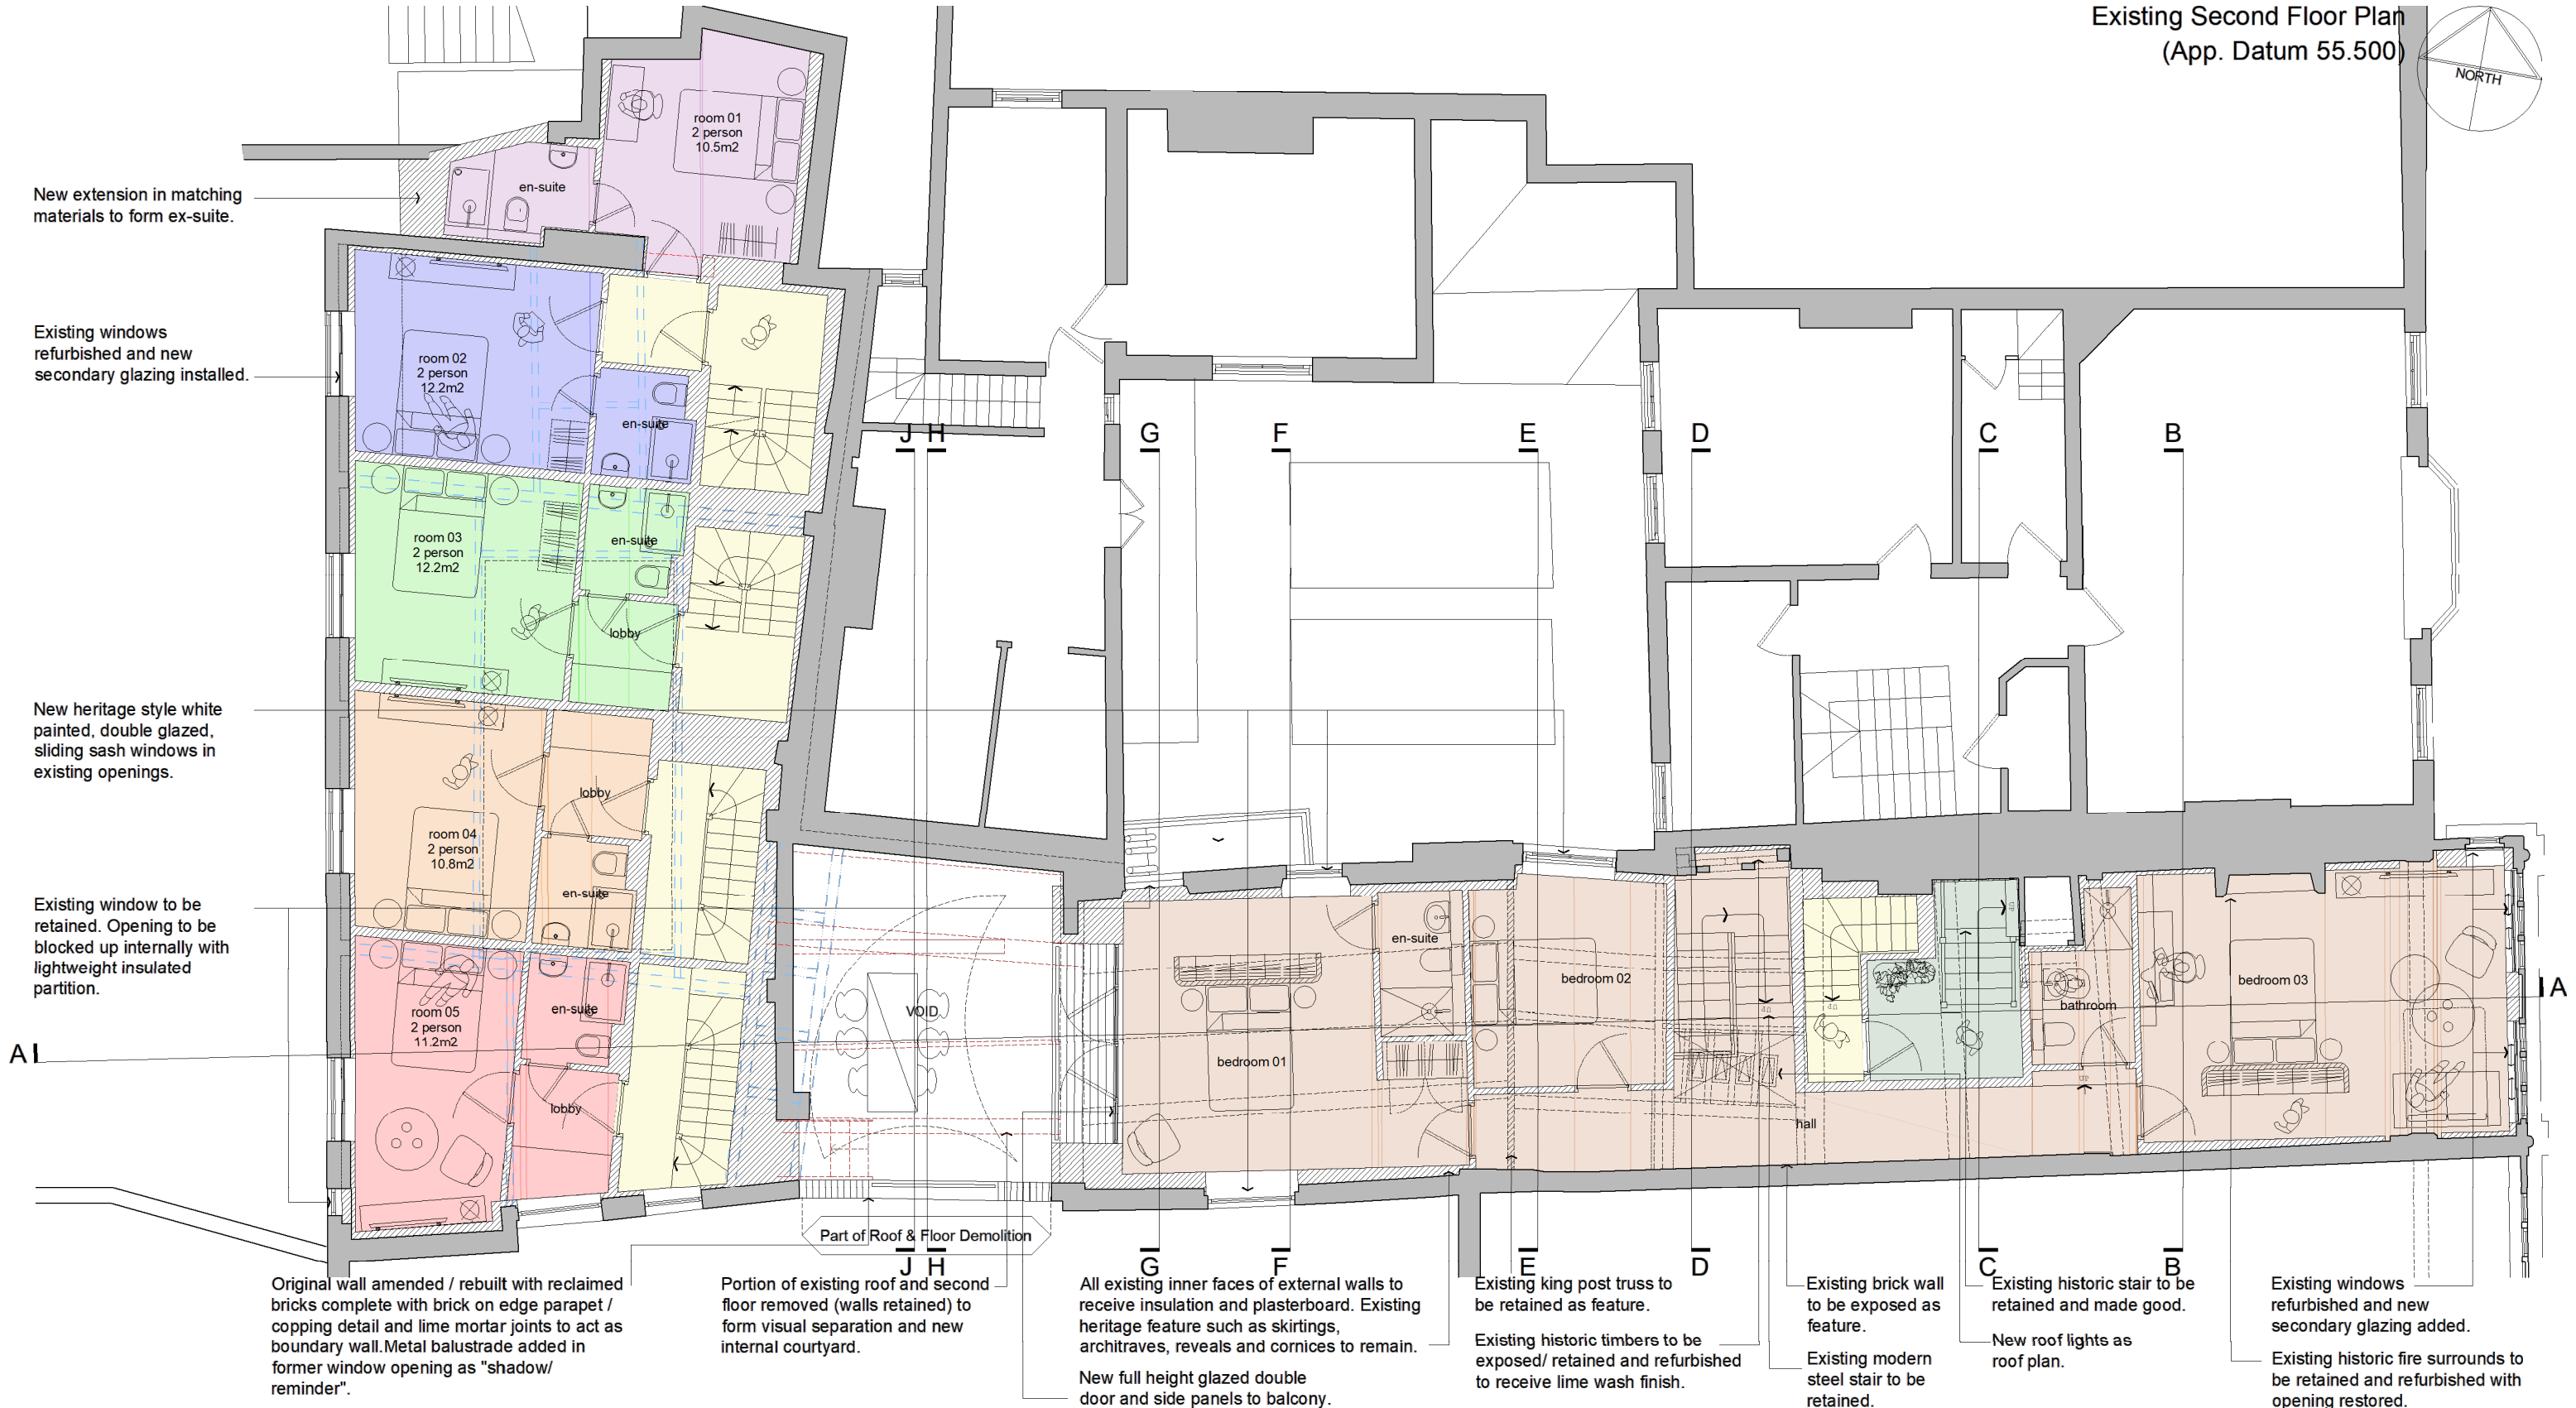 Existing Second Floor Plan
(App. Datum 55.500)
NORTH
room 01
2 person
10.5m2
en-suite
New extension in matching
materials to form ex-suite.
Existing windows
refurbished and new
secondary glazing installed.
room 02
2 person
12.2m2
en-suite
room 03
2 person
12.2m2
en-suite
lobby
J H G F E D C B
New heritage style white
painted, double glazed,
sliding sash windows in
existing openings.
lobby
room 04
2 person
10.8m2
en-suite
Existing window to be
retained. Opening to be
blocked up internally with
lightweight insulated
partition.
room 05
2 person
11.2m2
en-suite
lobby
A
VOID
bedroom 01
en-suite
bedroom 02
up
up
up
hall
bathroom
up
bedroom 03
A
Part of Roof & Floor Demolition
J H G F E D C B
Original wall amended / rebuilt with reclaimed
bricks complete with brick on edge parapet /
copping detail and lime mortar joints to act as
boundary wall.Metal balustrade added in
former window opening as "shadow/
reminder".
Portion of existing roof and second
floor removed (walls retained) to
form visual separation and new
internal courtyard.
All existing inner faces of external walls to
receive insulation and plasterboard. Existing
heritage feature such as skirtings,
architraves, reveals and cornices to remain.
New full height glazed double
door and side panels to balcony.
Existing king post truss to
be retained as feature.
Existing historic timbers to be
exposed/ retained and refurbished
to receive lime wash finish.
Existing brick wall
to be exposed as
feature.
Existing modern
steel stair to be
retained.
Existing historic stair to be
retained and made good.
New roof lights as
roof plan.
Existing windows
refurbished and new
secondary glazing added.
Existing historic fire surrounds to
be retained and refurbished with
opening restored.